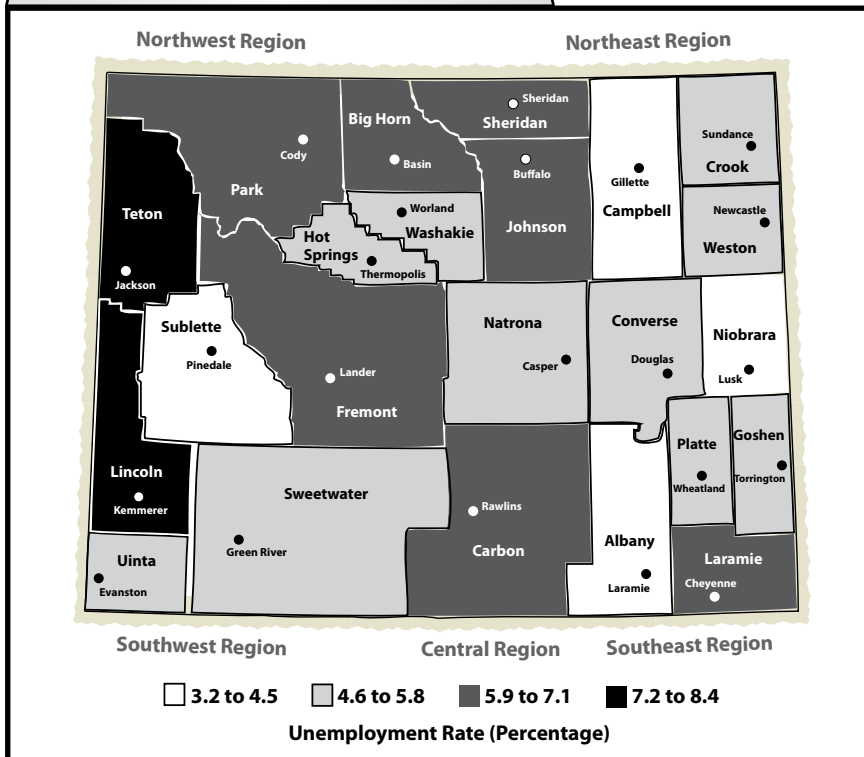 Northwest Region
Northeast Region
Sheridan
Big Horn
Sheridan
Sundance
Cody
Basin
Buffalo
Crook
Gillette
Park
Teton
Worland
Campbell
Newcastle
Johnson
Washakie
Hot
Springs
Weston
Thermopolis
Jackson
Sublette
Natrona
Converse
Niobrara
Pinedale
Casper
Douglas
Lander
Lusk
Fremont
Platte
Goshen
Lincoln
Wheatland
Torrington
Sweetwater
Kemmerer
Rawlins
Green River
Carbon
Albany
Laramie
Uinta
Evanston
Laramie
Cheyenne
Southwest Region
Central Region
Southeast Region
3.2 to 4.5
4.6 to 5.8
5.9 to 7.1
7.2 to 8.4
Unemployment Rate (Percentage)